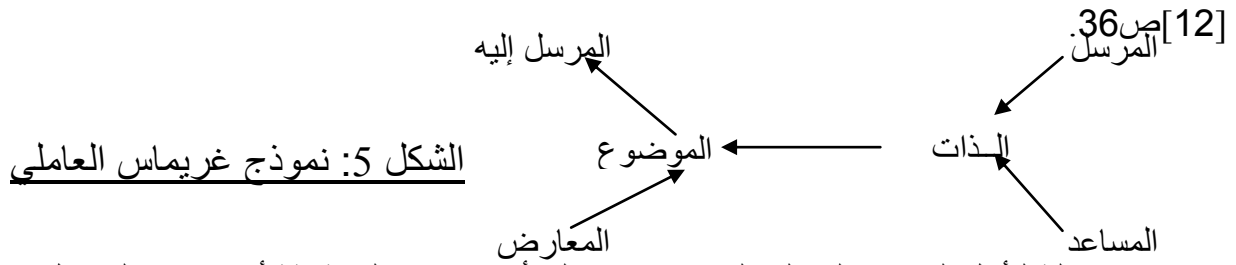 [12]ص36.
المرسل
المرسل إليه
الـذات
الموضوع
الشكل 5: نموذج غريماس العاملي
المساعد
المعارض